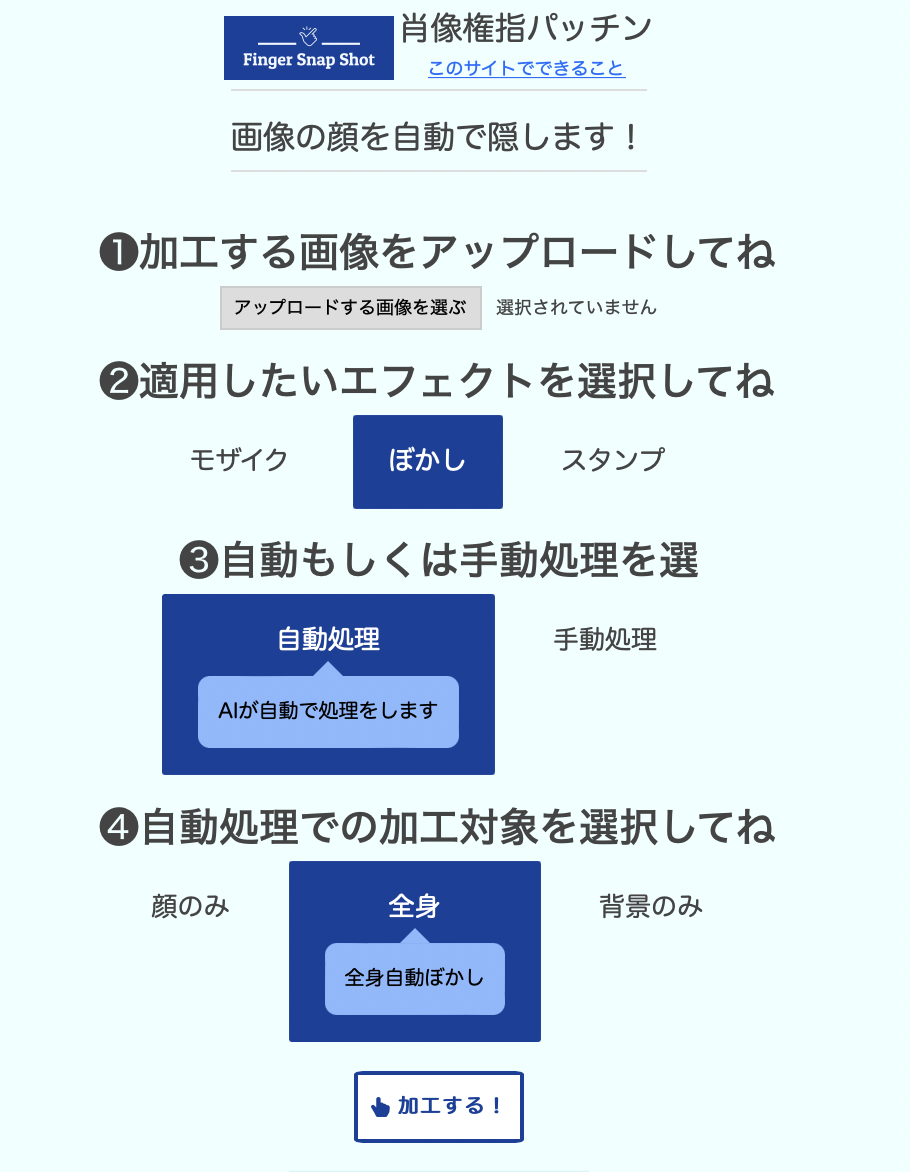 Finger Snap Shot
肖像権指パッチン
このサイトでできること
画像の顔を自動で隠します！
❶加工する画像をアップロードしてね
アップロードする画像を選ぶ 選択されていません
❷適用したいエフェクトを選択してね
モザイク ぼかし スタンプ
❸自動もしくは手動処理を選
自動処理 手動処理
AIが自動で処理をします
❹自動処理での加工対象を選択してね
顔のみ 全身 背景のみ
全身自動ぼかし
加工する！